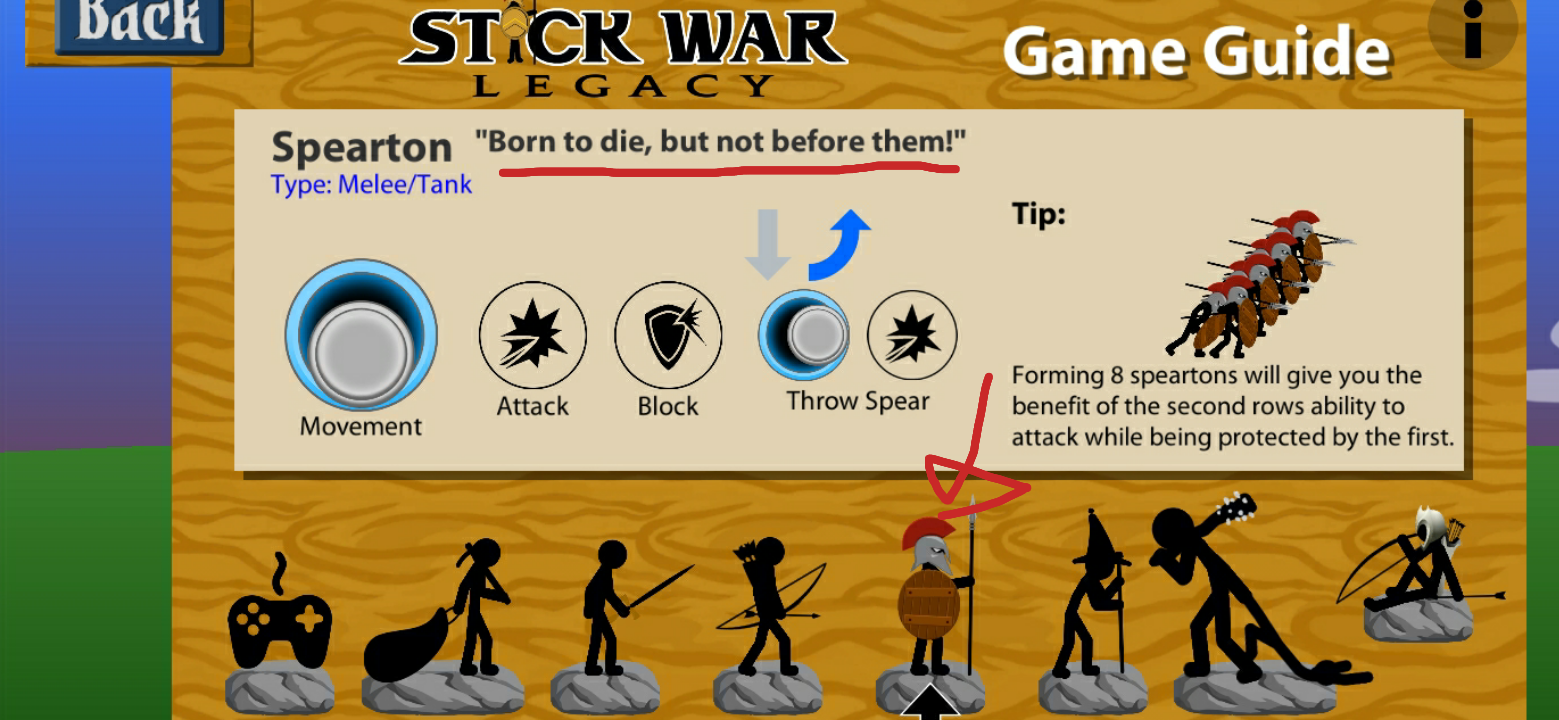 Back
STICK WAR
LEGACY
Game Guide
i
Spearton "Born to die, but not before them!"
Type: Melee/Tank
Movement
Attack
Block
Throw Spear
Tip:
Forming 8 speartons will give you the
benefit of the second rows ability to
attack while being protected by the first.